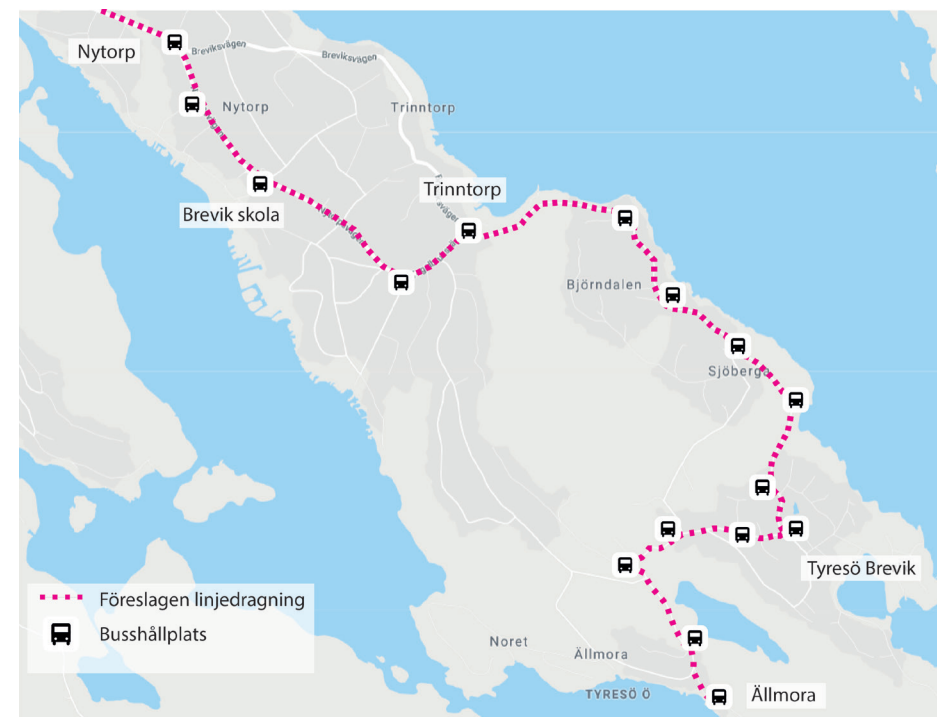 Nytorp
Breviksvägen
Breviksvägen
Nytorp
Trinntorp
Trinntorp
Brevik skola
Björndalen
Sjöberga
Tyresö Brevik
Föreslagen linjedragning
Busshållplats
Noret
Ällmora
TYRESÖ Ö
Ällmora